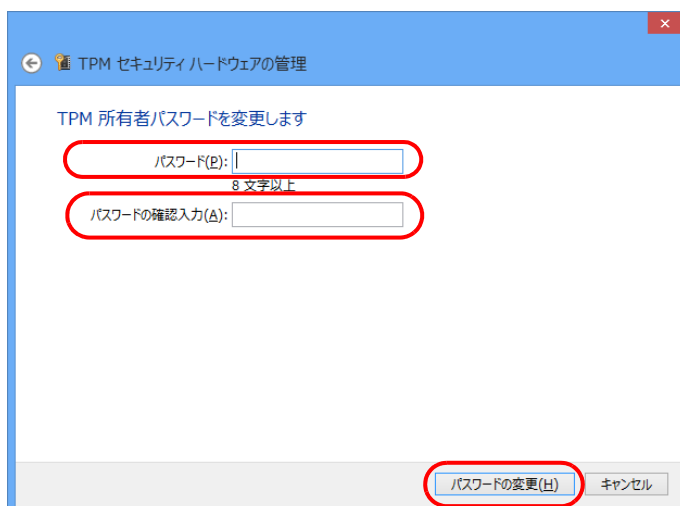 TPM セキュリティ ハードウェアの管理
TPM 所有者パスワードを変更します
パスワード(P):
8 文字以上
パスワードの確認入力(A):
パスワードの変更(H)
キャンセル